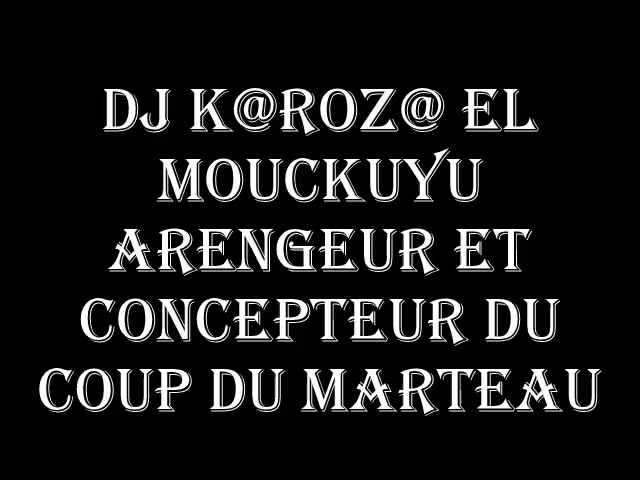 DJ K@ROZ@ EL
MOUCKUYU
ARENGEUR ET
CONCEPTEUR DU
COUP DU MARTEAU